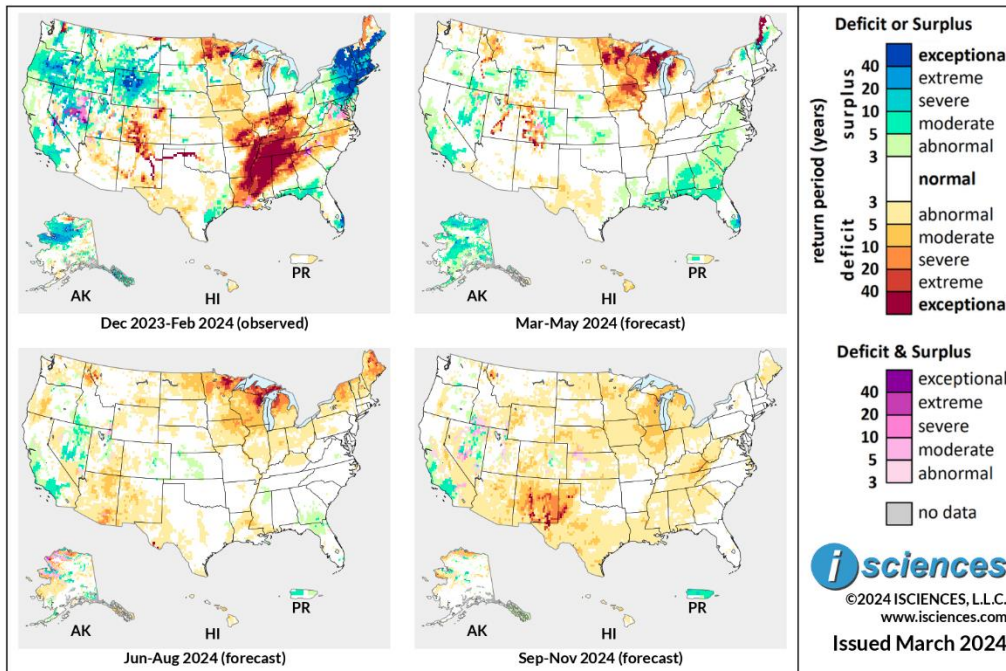 AK
HI
PR
Dec 2023-Feb 2024 (observed)
AK
HI
PR
Mar-May 2024 (forecast)
AK
HI
PR
Jun-Aug 2024 (forecast)
AK
HI
PR
Sep-Nov 2024 (forecast)
Deficit or Surplus
return period (years)
surplus
deficit
exceptional
40
extreme
20
severe
10
moderate
5
abnormal
3
normal
3
abnormal
5
moderate
10
severe
20
extreme
40
exceptional
Deficit & Surplus
exceptional
40
extreme
20
severe
10
moderate
5
abnormal
3
no data
i sciences
©2024 ISCIENCES, L.L.C.
www.isciences.com
Issued March 2024